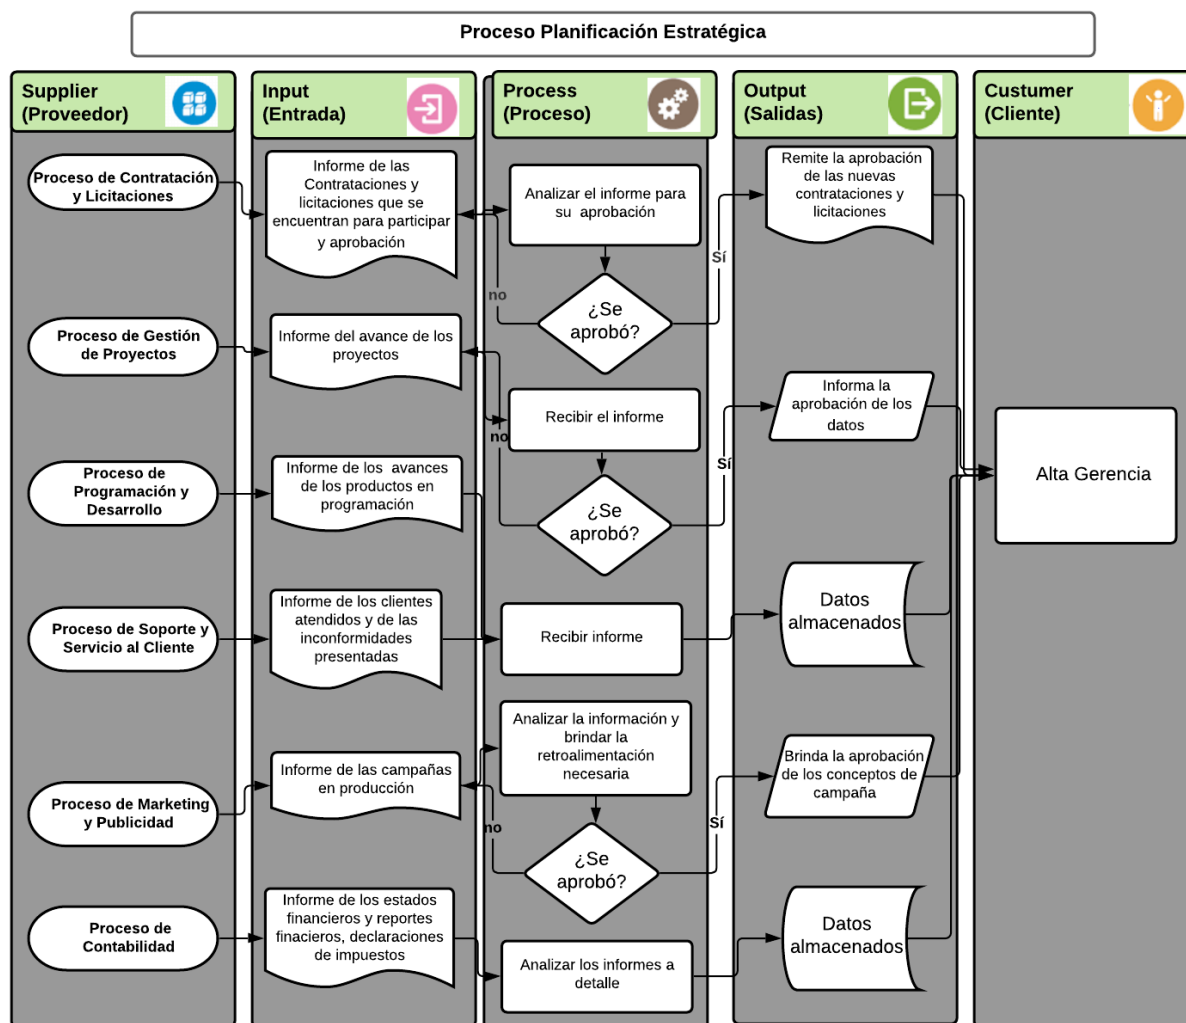 Proceso Planificación Estratégica
Supplier
(Proveedor)
Input
(Entrada)
Process
(Proceso)
Output
(Salidas)
Custumer
(Cliente)
Proceso de Contratación
y Licitaciones
Informe de las
Contrataciones y
licitaciones que se
encuentran para participar
y aprobación
Analizar el informe para
su aprobación
Remite la aprobación
de las nuevas
contrataciones y
licitaciones
Sí
no
¿Se
aprobó?
Proceso de Gestión
de Proyectos
Informe del avance de los
proyectos
Recibir el informe
Informa la
aprobación de los
datos
no
Sí
¿Se
aprobó?
Alta Gerencia
Proceso de
Programación y
Desarrollo
Informe de los avances
de los productos en
programación
Proceso de Soporte y
Servicio al Cliente
Informe de los clientes
atendidos y de las
inconformidades
presentadas
Recibir informe
Datos
almacenados
Proceso de Marketing
y Publicidad
Informe de las campañas
en producción
Analizar la información y
brindar la
retroalimentación
necesaria
Brinda la aprobación
de los conceptos de
campaña
no
Sí
¿Se
aprobó?
Proceso de
Contabilidad
Informe de los estados
financieros y reportes
finacieros, declaraciones
de impuestos
Analizar los informes a
detalle
Datos
almacenados